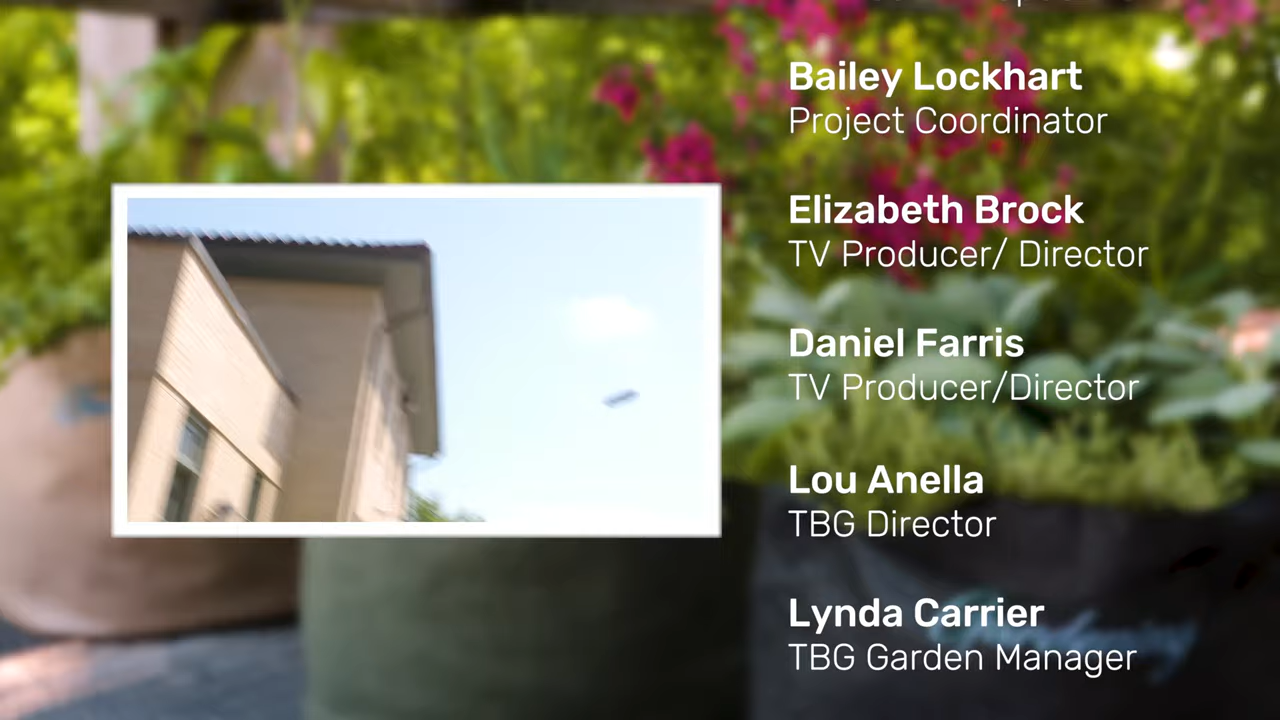 Bailey Lockhart
Project Coordinator
Elizabeth Brock
TV Producer/ Director
Daniel Farris
TV Producer/Director
Lou Anella
TBG Director
Lynda Carrier
TBG Garden Manager